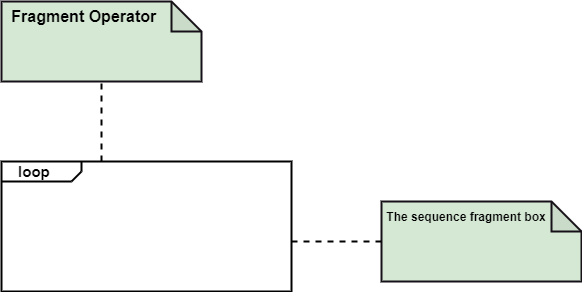 Fragment Operator
loop
The sequence fragment box